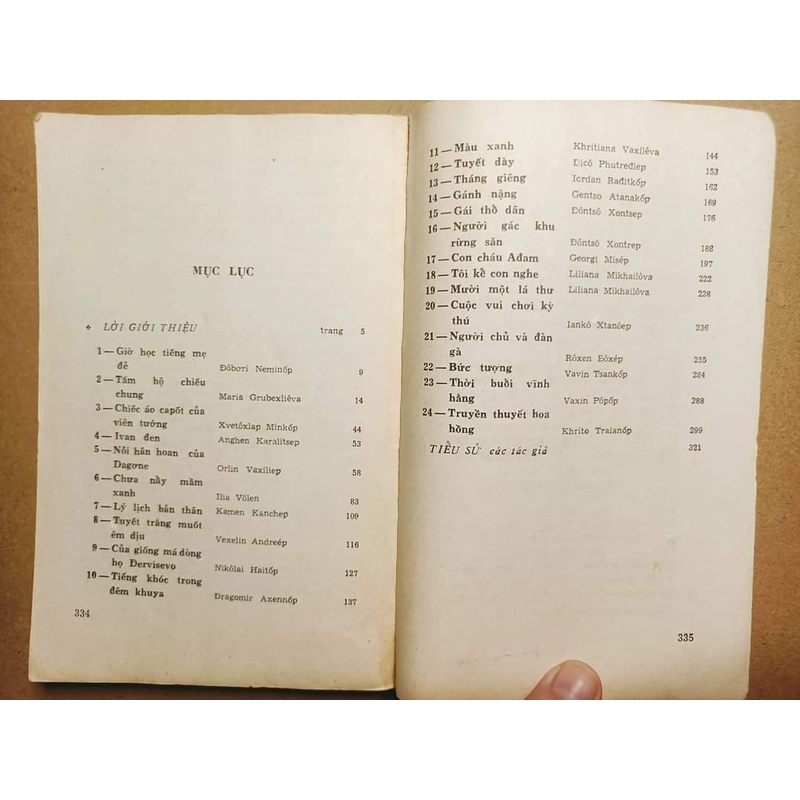 MỤC LỤC
❖ LỜI GIỚI THIỆU trang 5
1 — Giờ học tiếng mẹ
đẻ Đôbơri Neminốp 9
2 — Tấm hộ chiếu
chung Maria Grubexliêva 14
3 — Chiếc áo capốt của
viên tướng Xvetôxlap Minkốp 44
4 — Ivan đen Anghen Karalitsep 53
5 — Nỗi hân hoan của
Dagơne Orlin Vaxiliep 68
6 — Chưa nẩy mầm
xanh Ilia Vôlen 83
7 — Lý lịch bản thân Kamen Kanchep 109
8 — Tuyết trắng muốt
êm dịu Vexelin Andreép 116
9 — Của giống má dòng
họ Dervisevo Nikôlai Haitốp 127
10 — Tiếng khóc trong
đêm khuya Đragomir Axennốp 137
334
11 — Màu xanh Khritiana Vaxilêva 144
12 — Tuyết dày Đicô Phutređiep 153
13 — Tháng giêng Iordan Rađitkốp 162
14 — Gánh nặng Gentso Atanakốp 169
15 — Gái thổ dân Đôntsô Xontsep 176
16 — Người gác khu
rừng săn Đôntsô Xontrep 188
17 — Con cháu Ađam Georgi Misép 197
18 — Tôi kể con nghe Liliana Mikhailôva 222
19 — Mười một lá thư Liliana Mikhailôva 228
20 — Cuộc vui chơi kỳ
thú Iankô Xtanôep 236
21 — Người chủ và đàn
gà Rôxen Bôxép 255
22 — Bức tượng Vavin Tsankốp 284
23 — Thời buổi vĩnh
hằng Vaxin Pôpốp 288
24 — Truyền thuyết hoa
hồng Khrito Traianốp 299
TIỂU SỬ các tác giả 321
335